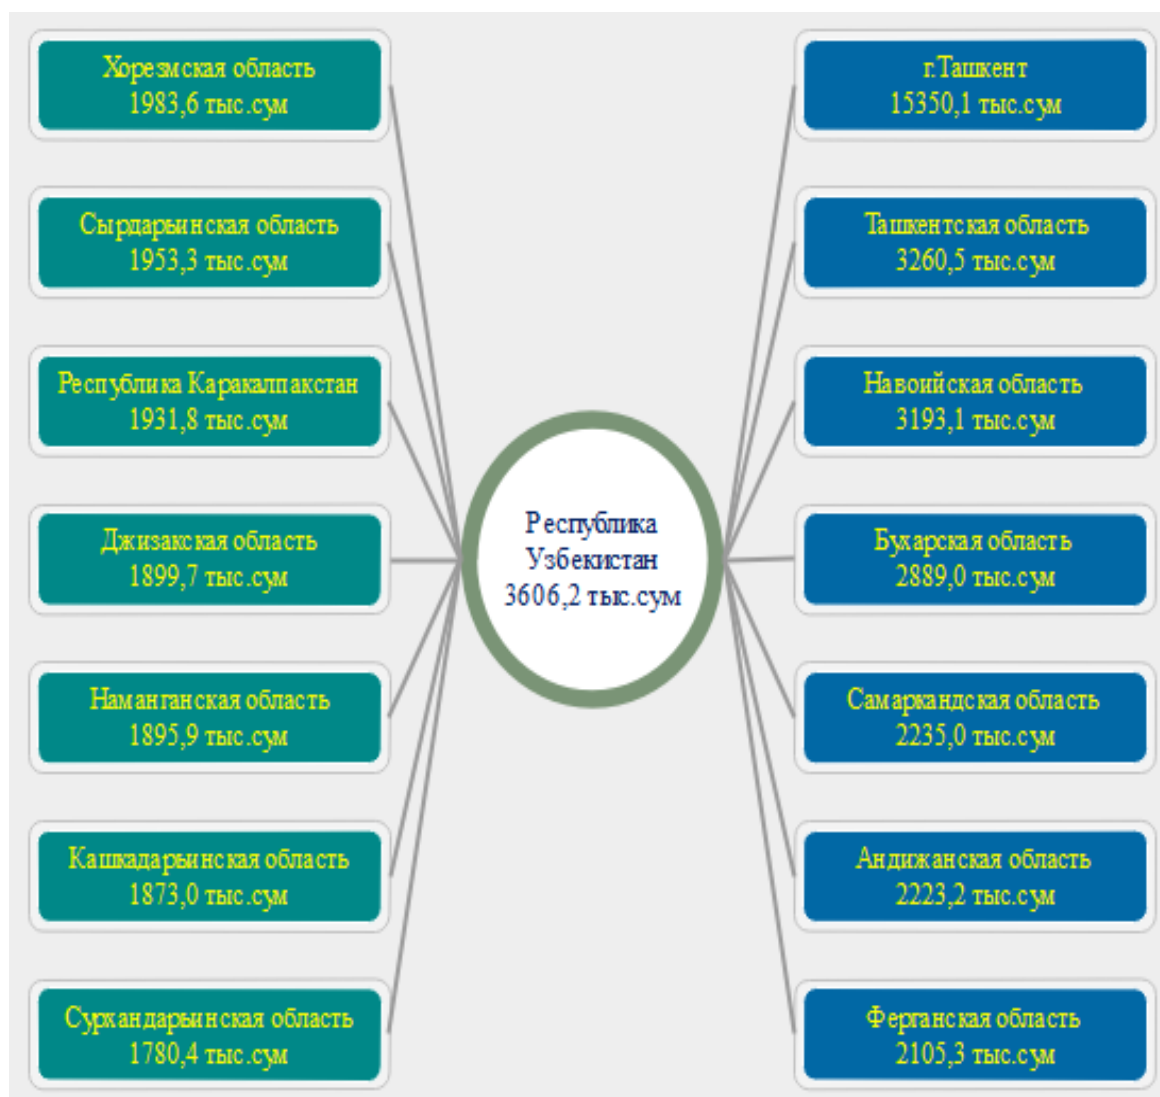 Хорезмская область
1983,6 тыс.сум
Сырдарьинская область
1953,3 тыс.сум
Республика Каракалпакстан
1931,8 тыс.сум
Джизакская область
1899,7 тыс.сум
Наманганская область
1895,9 тыс.сум
Кашкадарьинская область
1873,0 тыс.сум
Сурхандарьинская область
1780,4 тыс.сум
Республика
Узбекистан
3606,2 тыс.сум
г.Ташкент
15350,1 тыс.сум
Ташкентская область
3260,5 тыс.сум
Навоийская область
3193,1 тыс.сум
Бухарская область
2889,0 тыс.сум
Самаркандская область
2235,0 тыс.сум
Андижанская область
2223,2 тыс.сум
Ферганская область
2105,3 тыс.сум